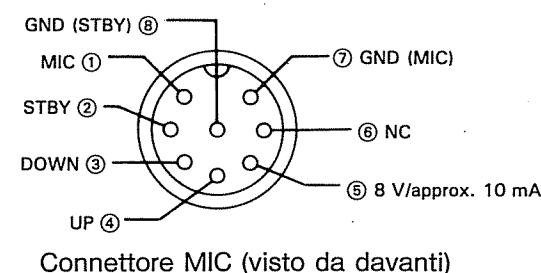 GND (STBY) ⑧
MIC ①
⑦ GND (MIC)
STBY ②
⑥ NC
DOWN ③
⑤ 8 V/approx. 10 mA
UP ④
Connettore MIC (visto da davanti)